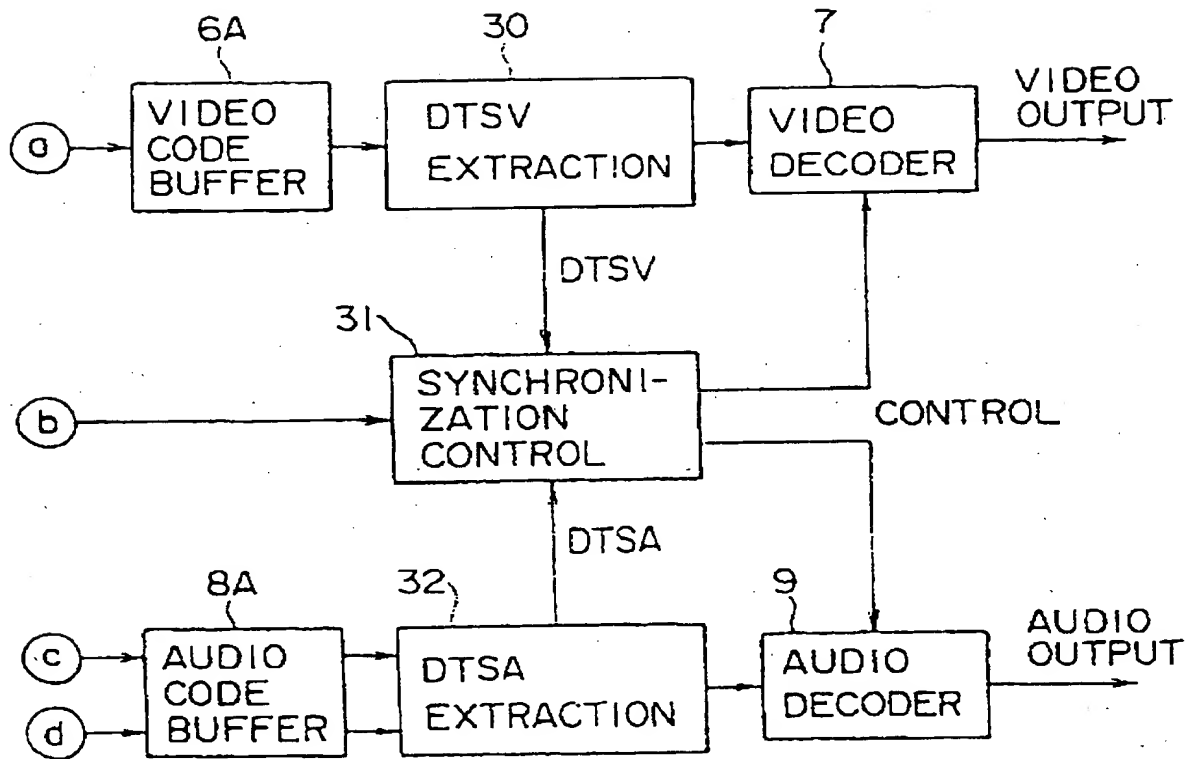 6A
30
7
a
VIDEO
CODE
BUFFER
DTSV
EXTRACTION
VIDEO
DECODER
VIDEO
OUTPUT
DTSV
31
b
SYNCHRONI-
ZATION
CONTROL
CONTROL
DTSA
8A
32
9
c
d
AUDIO
CODE
BUFFER
DTSA
EXTRACTION
AUDIO
DECODER
AUDIO
OUTPUT